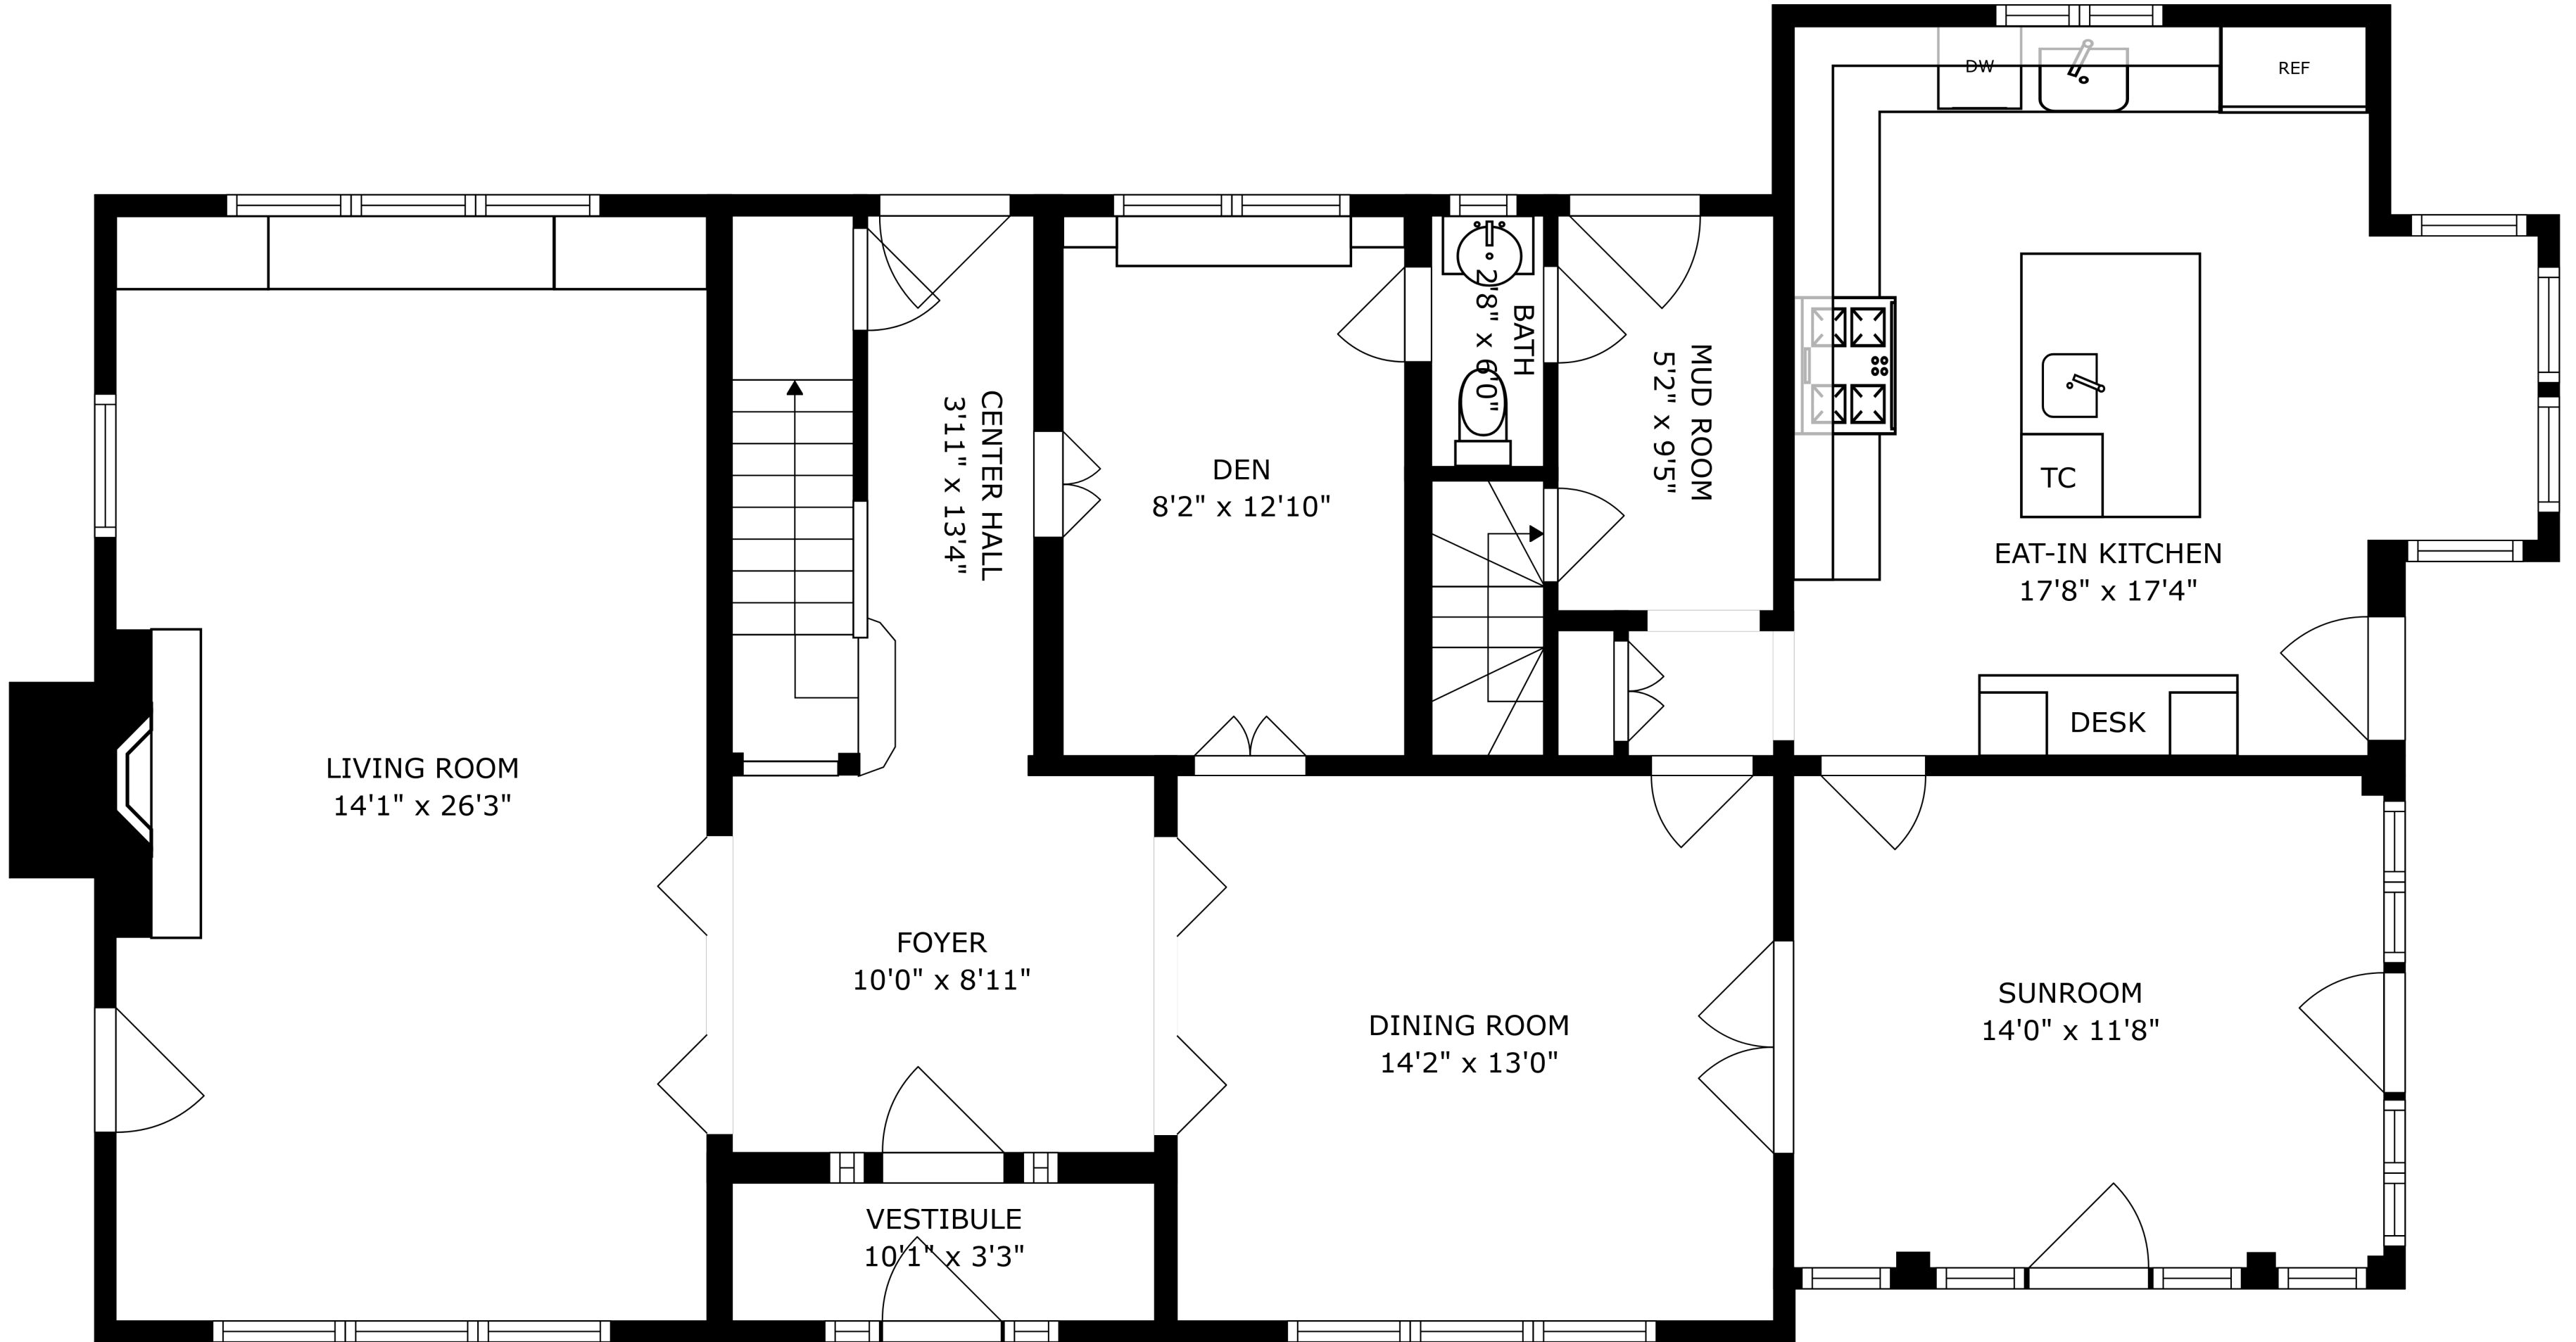 DW
REF
BATH
2'8" x 6'0"
MUD ROOM
5'2" x 9'5"
CENTER HALL
3'11" x 13'4"
DEN
8'2" x 12'10"
TC
EAT-IN KITCHEN
17'8" x 17'4"
DESK
LIVING ROOM
14'1" x 26'3"
FOYER
10'0" x 8'11"
DINING ROOM
14'2" x 13'0"
SUNROOM
14'0" x 11'8"
VESTIBULE
10'1" x 3'3"